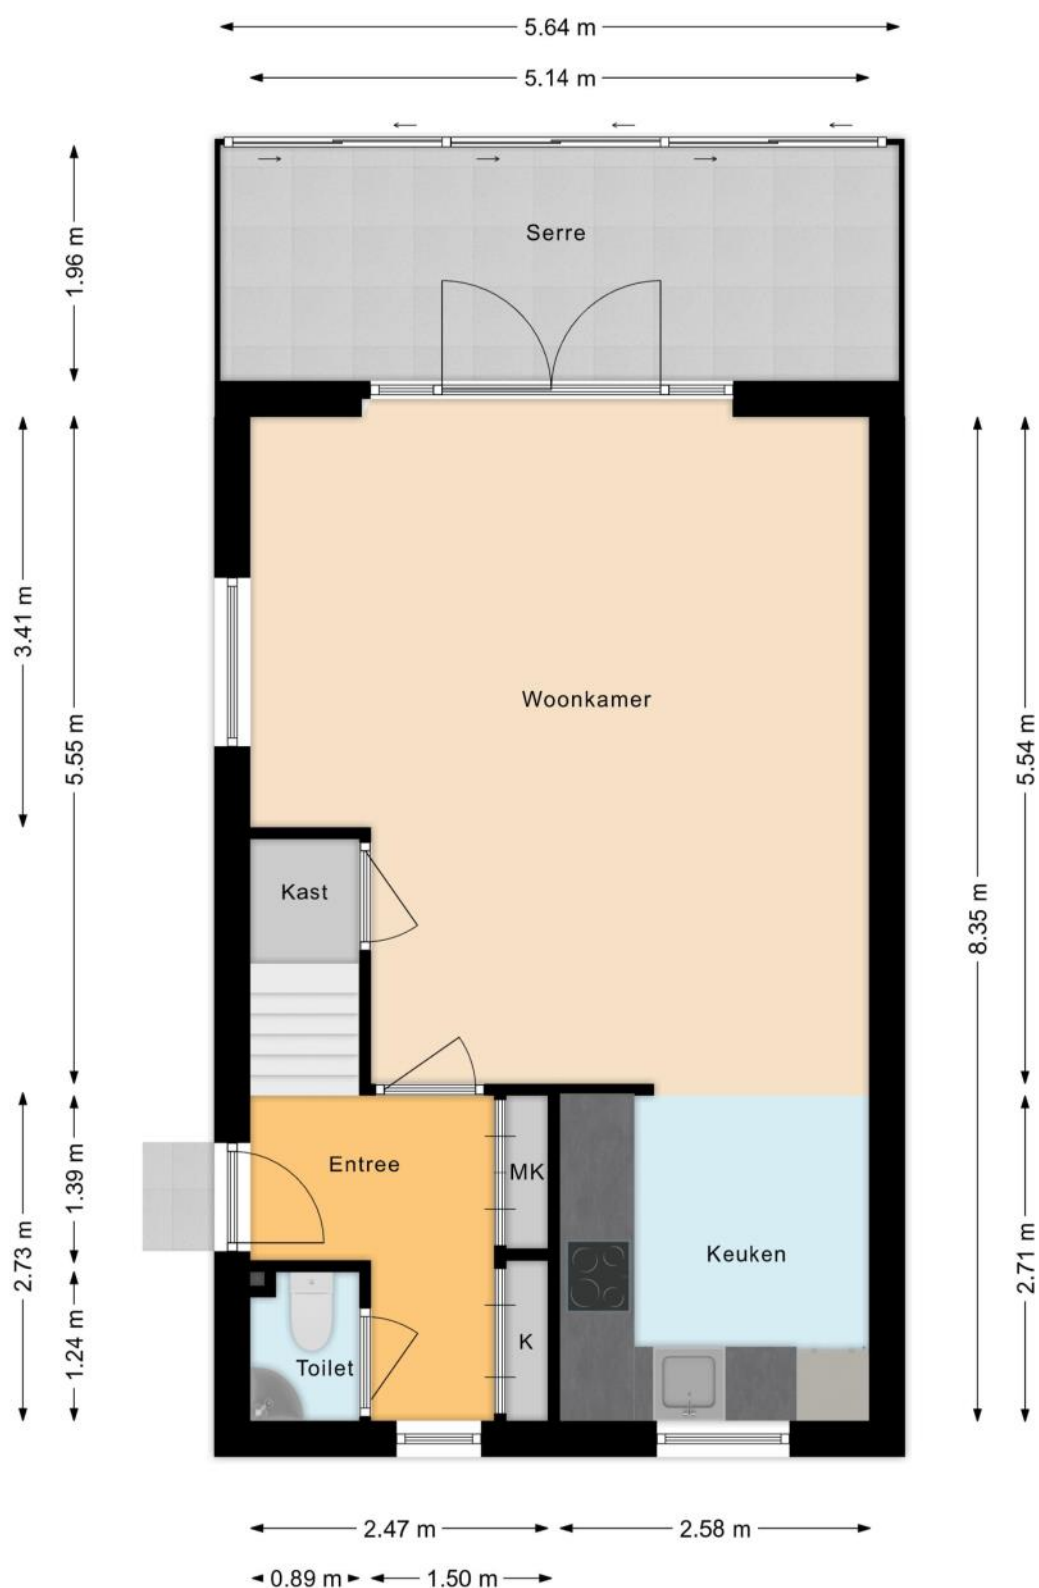 5.64 m
5.14 m
1.96 m
Serre
3.41 m
5.55 m
Woonkamer
5.54 m
8.35 m
Kast
Entree
MK
1.39 m
2.73 m
Keuken
2.71 m
1.24 m
Toilet
K
2.47 m
2.58 m
0.89 m
1.50 m